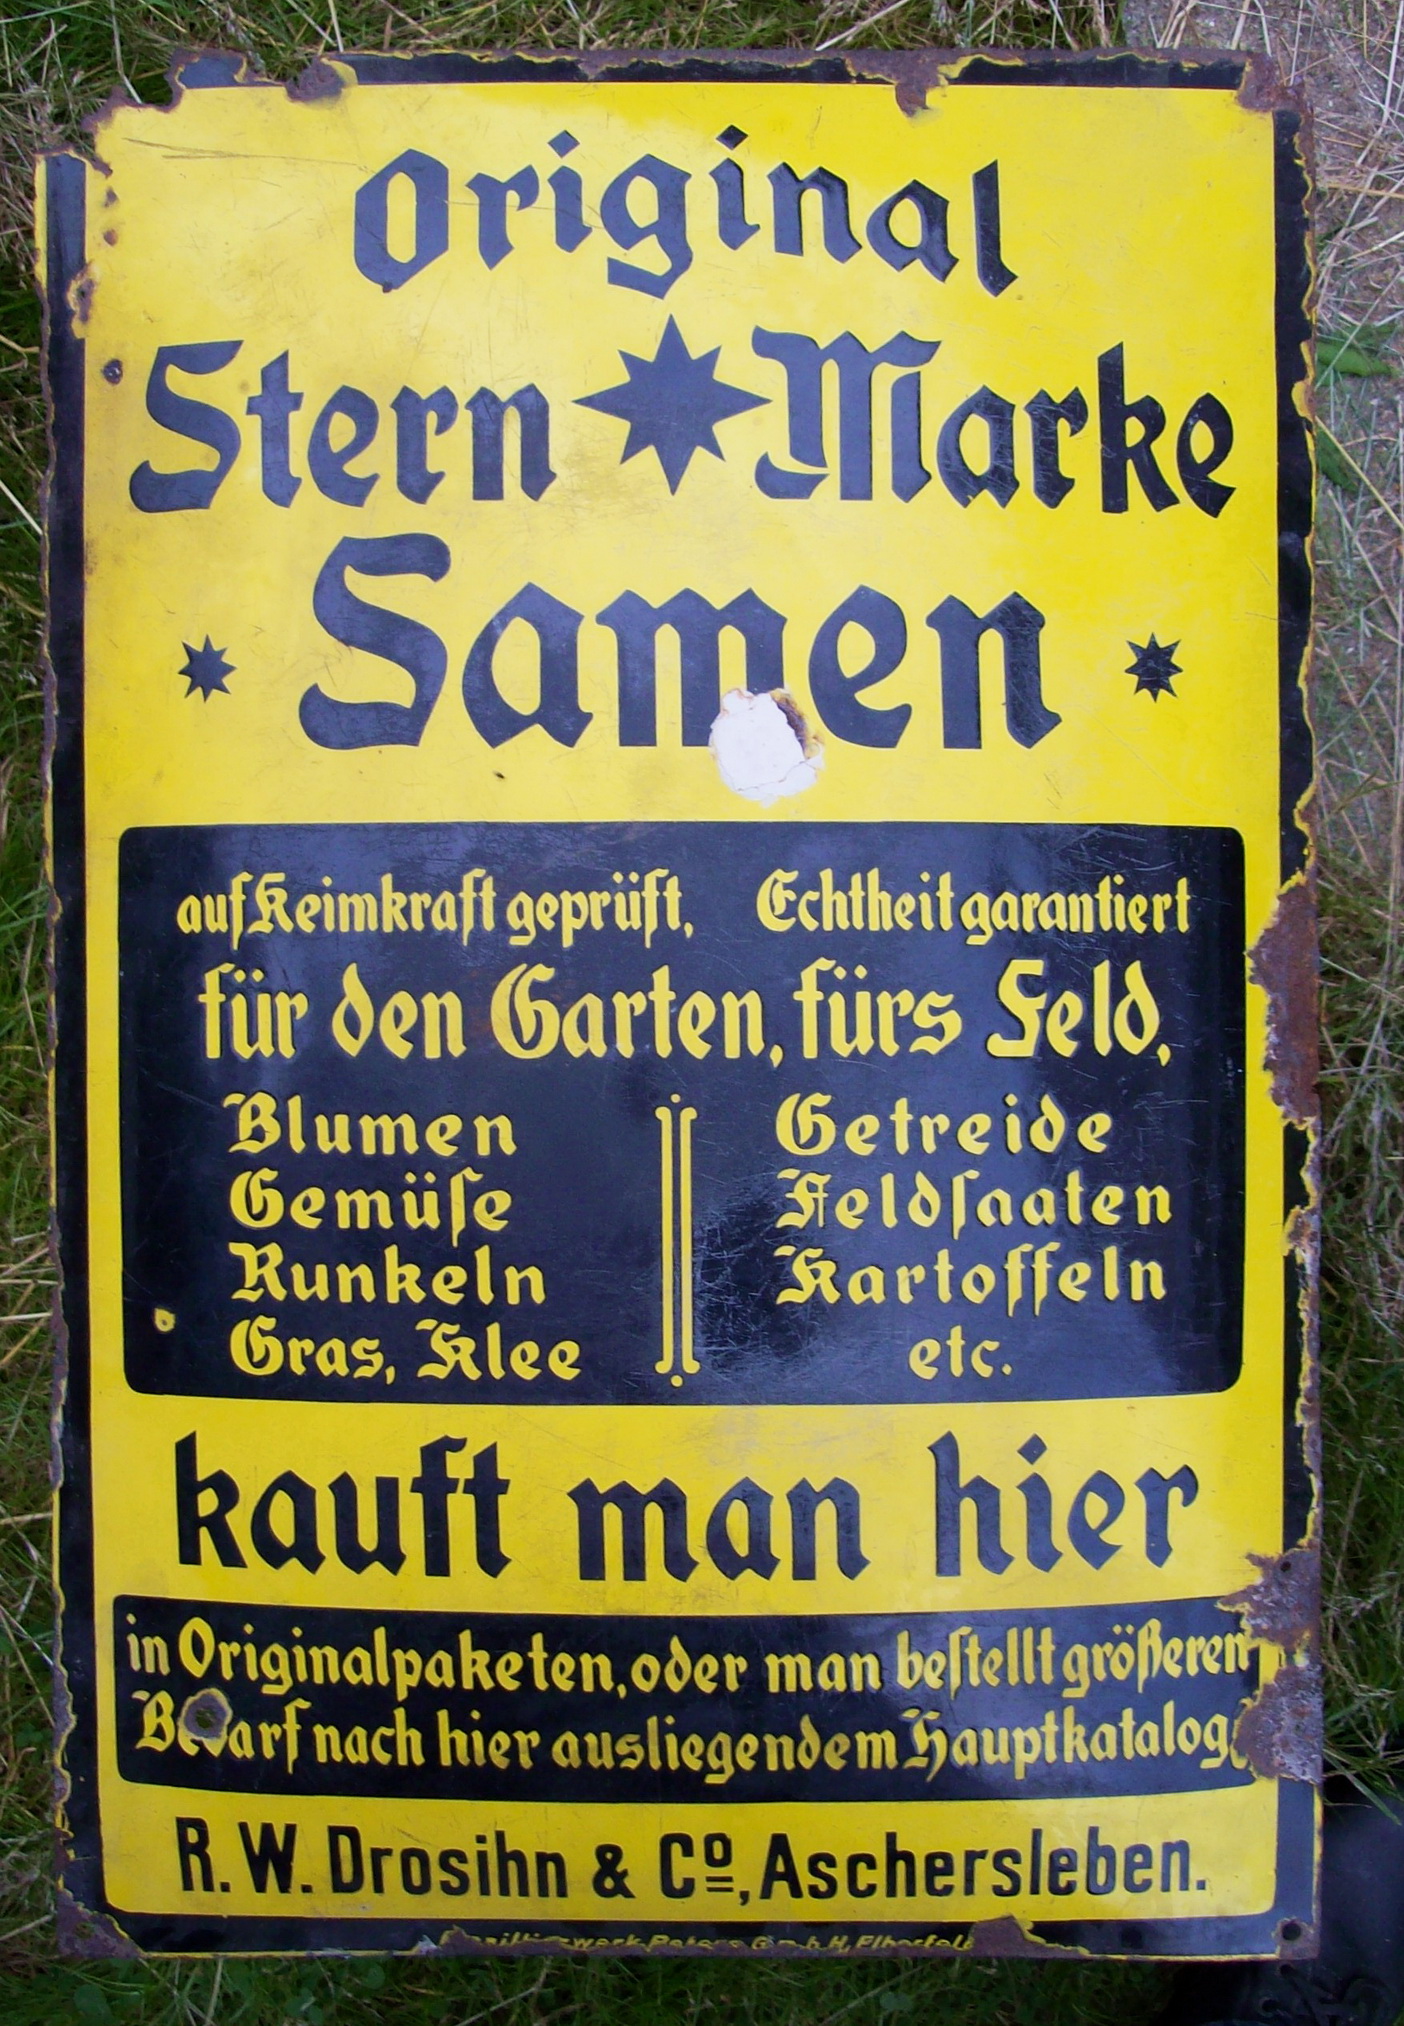 Original
Stern Marke
Samen
auf Keimkraft geprüft, Echtheit garantiert
für den Garten, fürs Feld,
Blumen
Gemüſe
Runkeln
Gras, Klee
Getreide
Feldſaaten
Kartoffeln
etc.
kauft man hier
in Originalpaketen, oder man beſtellt größeren
Bedarf nach hier ausliegendem Hauptkatalog
R. W. Drosihn & Cº, Aschersleben.
G.m.b.H, Elberfeld